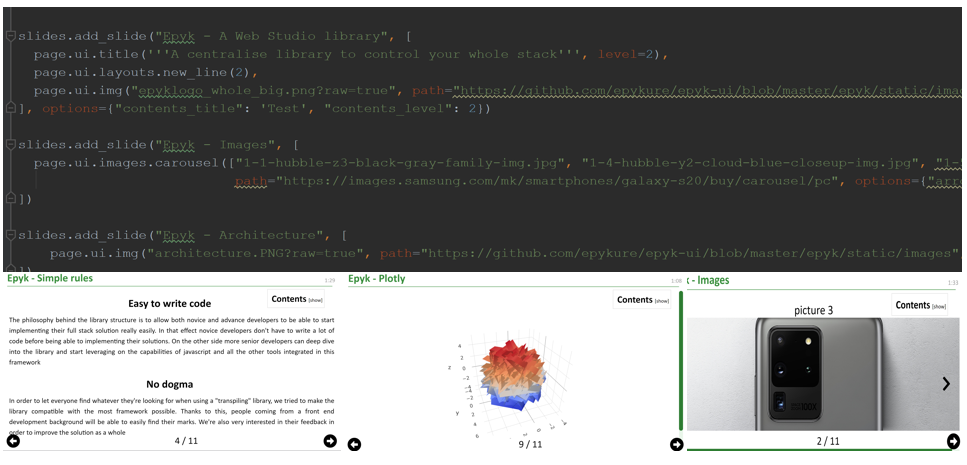 slides.add_slide("Epyk - A Web Studio library", [
page.ui.title('''A centralise library to control your whole stack''', level=2),
page.ui.layouts.new_line(2),
page.ui.img("epyklogo_whole_big.png?raw=true", path="https://github.com/epykure/epyk-ui/blob/master/epyk/static/imag
], options={"contents_title": 'Test', "contents_level": 2})
slides.add_slide("Epyk - Images", [
page.ui.images.carousel(["1-1-hubble-z3-black-gray-family-img.jpg", "1-4-hubble-y2-cloud-blue-closeup-img.jpg", "1-
path="https://images.samsung.com/mk/smartphones/galaxy-s20/buy/carousel/pc", options={"arro
])
slides.add_slide("Epyk - Architecture", [
page.ui.img("architecture.PNG?raw=true", path="https://github.com/epykure/epyk-ui/blob/master/epyk/static/images"
])
Epyk - Simple rules
1:29
Contents [show]
Easy to write code
The philosophy behind the library structure is to allow both novice and advance developers to be able to start
implementing their full stack solution really easily. In that effect novice developers don't have to write a lot of
code before being able to implementing their solutions. On the other side more senior developers can deep dive
into the library and start leveraging on the capabilities of javascript and all the other tools integrated in this
framework
No dogma
In order to let everyone find whatever they're looking for when using a "transpiling" library, we tried to make the
library compatible with the most framework possible. Thanks to this, people coming from a front end
development background will be able to easily find their marks. We're also very interested in their feedback in
order to improve the solution as a whole
4 / 11
Epyk - Plotly
1:08
Contents [show]
z
4
2
0
−2
−4
y
2
4
6
9 / 11
- Images
1:33
Contents [show]
picture 3
100X
2 / 11